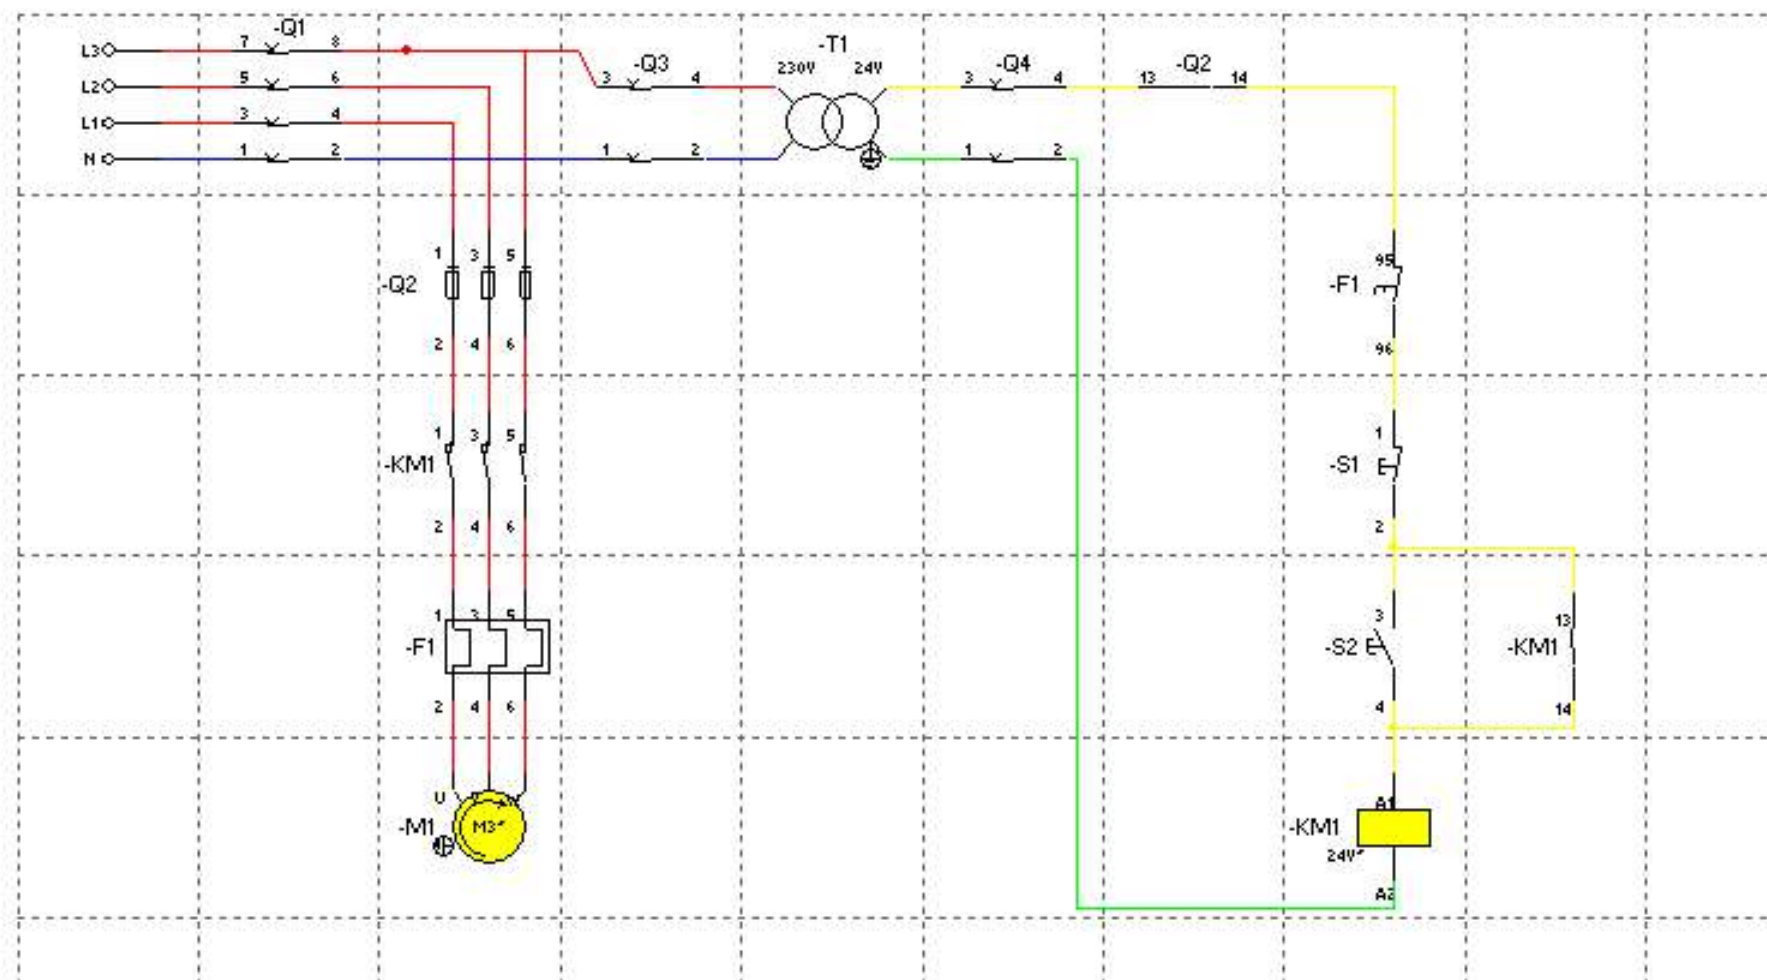 -Q1
L3 7 8
-T1
-Q3 -Q4 -Q2
230V 24V
L2 5 6 3 4 3 4 13 14
L1 3 4
N 1 2 1 2 1 2
1 3 5
-Q2
2 4 6
95
-F1
96
1 3 5
-KM1
2 4 6
1
-S1
2
1 3 5
-F1
2 4 6
3
-S2
4
13
-KM1
14
U
-M1 M3~
A1
-KM1
24V~
A2